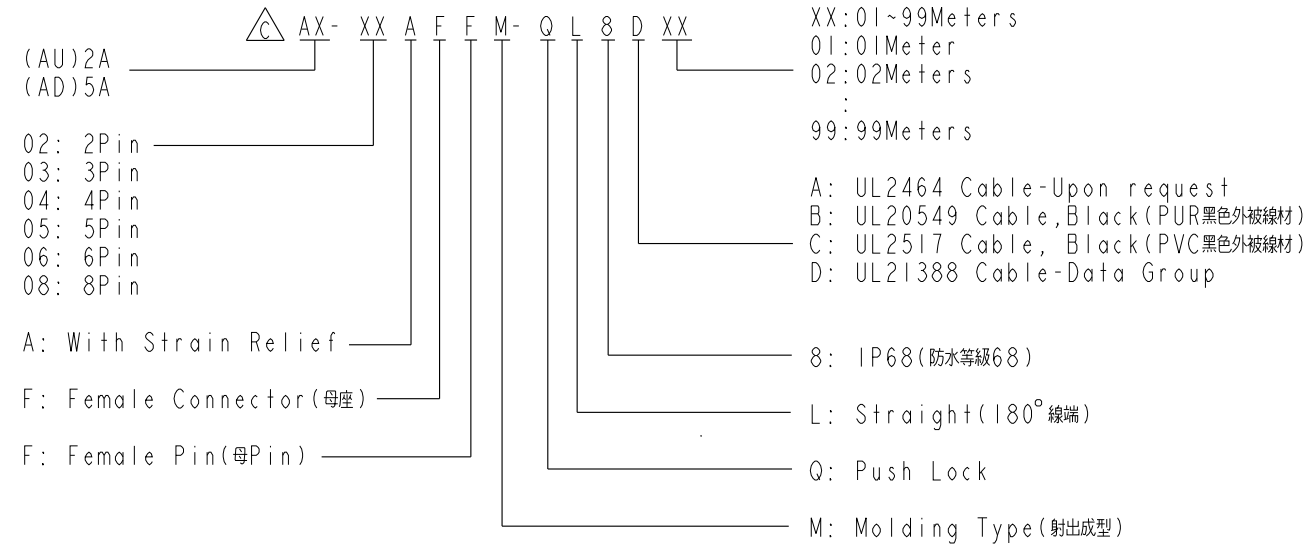 C AX- XX A F F M- Q L 8 D XX
(AU)2A
(AD)5A
02: 2Pin
03: 3Pin
04: 4Pin
05: 5Pin
06: 6Pin
08: 8Pin
A: With Strain Relief
F: Female Connector(母座)
F: Female Pin(母Pin)
XX:01~99Meters
01:01Meter
02:02Meters
:
99:99Meters
A: UL2464 Cable-Upon request
B: UL20549 Cable,Black(PUR黑色外被線材)
C: UL2517 Cable, Black(PVC黑色外被線材)
D: UL21388 Cable-Data Group
8: IP68(防水等級68)
L: Straight(180°線端)
Q: Push Lock
M: Molding Type(射出成型)